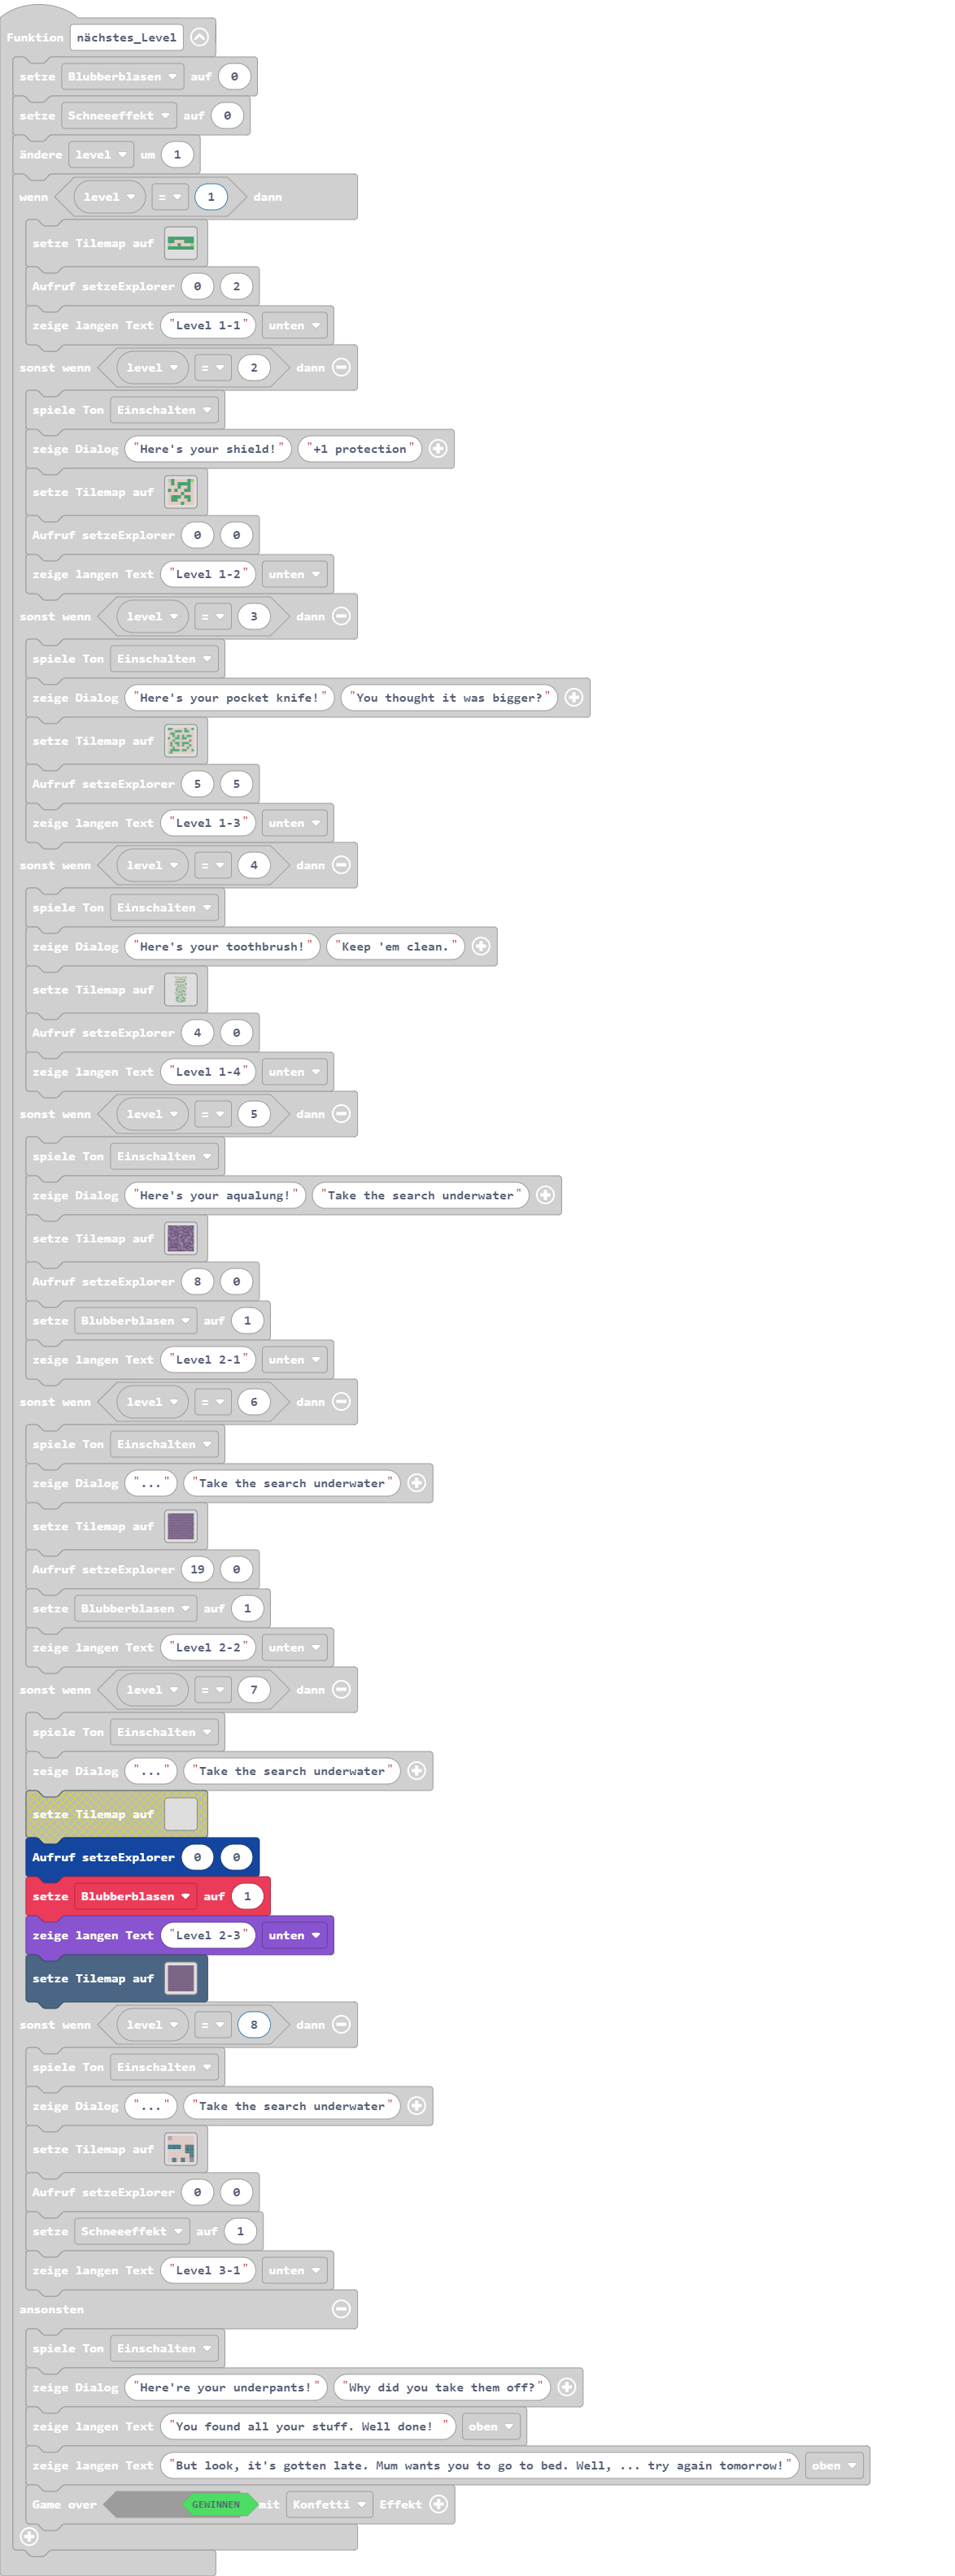 Funktion nächstes_Level
setze Blubberblasen auf 0
setze Schneeeffekt auf 0
ändere level um 1
wenn level = 1 dann
setze Tilemap auf
Aufruf setzeExplorer 0 2
zeige langen Text "Level 1-1" unten
sonst wenn level = 2 dann
spiele Ton Einschalten
zeige Dialog "Here's your shield!" "+1 protection"
setze Tilemap auf
Aufruf setzeExplorer 0 0
zeige langen Text "Level 1-2" unten
sonst wenn level = 3 dann
spiele Ton Einschalten
zeige Dialog "Here's your pocket knife!" "You thought it was bigger?"
setze Tilemap auf
Aufruf setzeExplorer 5 5
zeige langen Text "Level 1-3" unten
sonst wenn level = 4 dann
spiele Ton Einschalten
zeige Dialog "Here's your toothbrush!" "Keep 'em clean."
setze Tilemap auf
Aufruf setzeExplorer 4 0
zeige langen Text "Level 1-4" unten
sonst wenn level = 5 dann
spiele Ton Einschalten
zeige Dialog "Here's your aqualung!" "Take the search underwater"
setze Tilemap auf
Aufruf setzeExplorer 8 0
setze Blubberblasen auf 1
zeige langen Text "Level 2-1" unten
sonst wenn level = 6 dann
spiele Ton Einschalten
zeige Dialog "..." "Take the search underwater"
setze Tilemap auf
Aufruf setzeExplorer 19 0
setze Blubberblasen auf 1
zeige langen Text "Level 2-2" unten
sonst wenn level = 7 dann
spiele Ton Einschalten
zeige Dialog "..." "Take the search underwater"
setze Tilemap auf
Aufruf setzeExplorer 0 0
setze Blubberblasen auf 1
zeige langen Text "Level 2-3" unten
setze Tilemap auf
sonst wenn level = 8 dann
spiele Ton Einschalten
zeige Dialog "..." "Take the search underwater"
setze Tilemap auf
Aufruf setzeExplorer 0 0
setze Schneeeffekt auf 1
zeige langen Text "Level 3-1" unten
ansonsten
spiele Ton Einschalten
zeige Dialog "Here're your underpants!" "Why did you take them off?"
zeige langen Text "You found all your stuff. Well done! " oben
zeige langen Text "But look, it's gotten late. Mum wants you to go to bed. Well, ... try again tomorrow!" oben
Game over GEWINNEN mit Konfetti Effekt